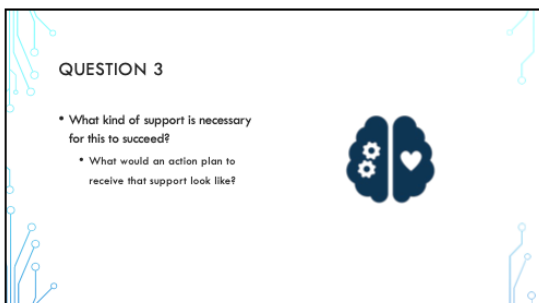 QUESTION 3
• What kind of support is necessary
for this to succeed?
• What would an action plan to
receive that support look like?